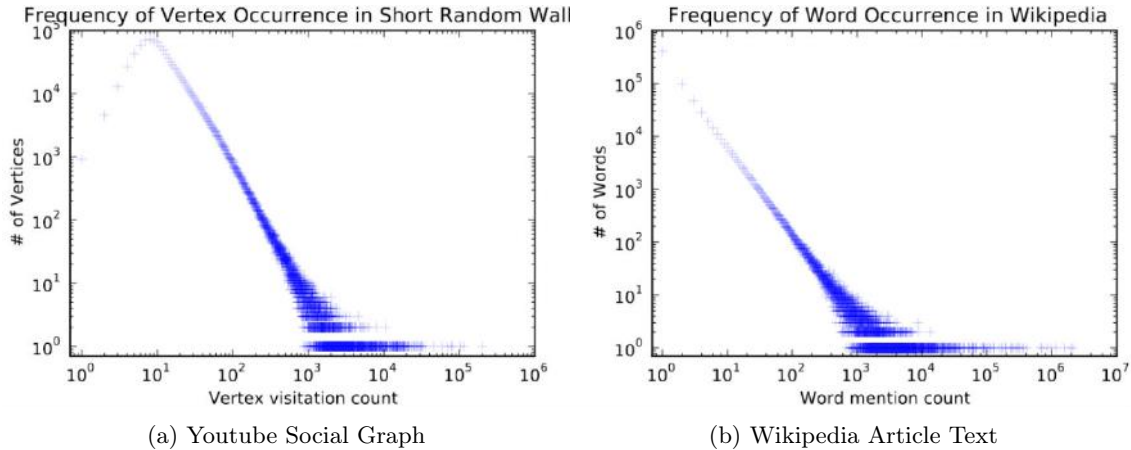 Frequency of Vertex Occurrence in Short Random Wall
10^5
10^4
10^3
10^2
10^1
10^0
# of Vertices
10^0 10^1 10^2 10^3 10^4 10^5 10^6
Vertex visitation count
(a) Youtube Social Graph
Frequency of Word Occurrence in Wikipedia
10^6
10^5
10^4
10^3
10^2
10^1
10^0
# of Words
10^0 10^1 10^2 10^3 10^4 10^5 10^6 10^7
Word mention count
(b) Wikipedia Article Text